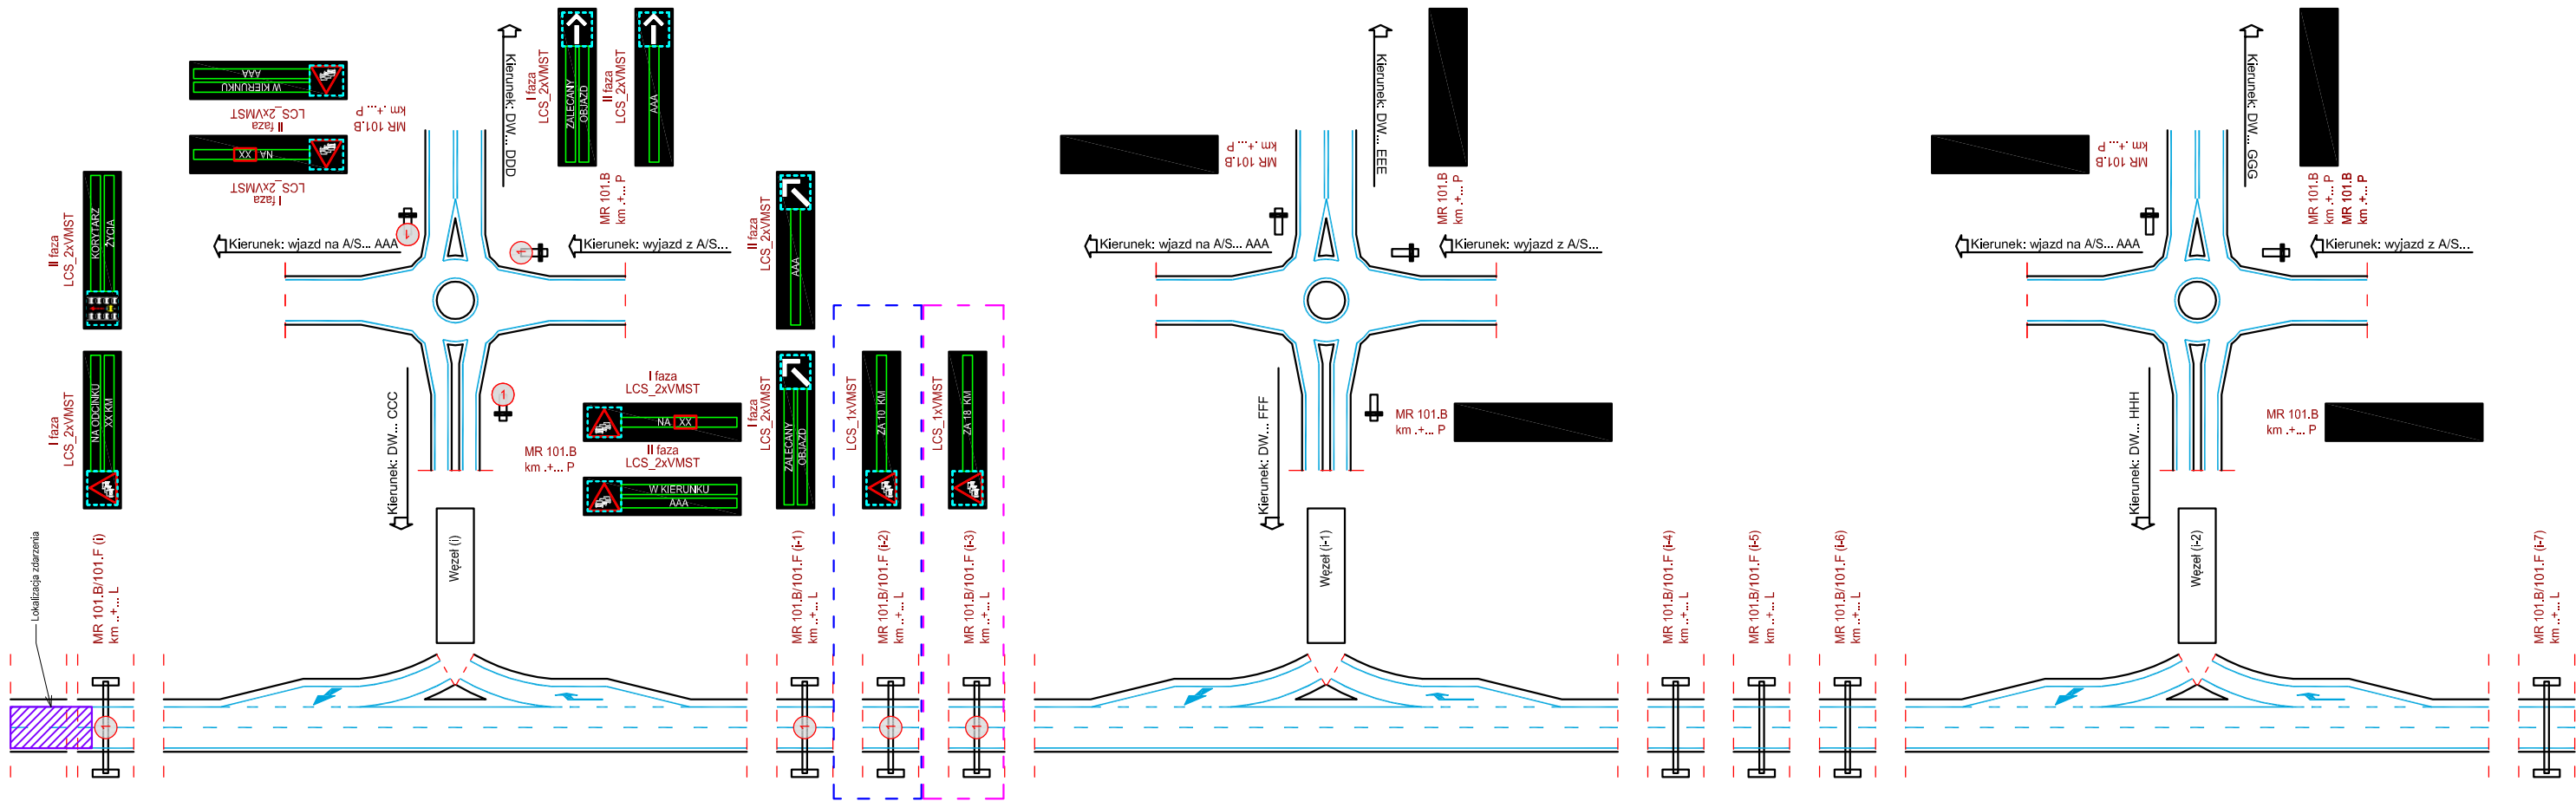 Lokalizacja zdarzenia
II faza
LCS_2xVMST
KORYTARZ
ŻYCIA
I faza
LCS_2xVMST
NA ODCINKU
XX KM
MR 101.B/101.F (i)
km ..+... L
1
W KIERUNKU
AAA
II faza
LCS_2xVMST
NA XX
I faza
LCS_2xVMST
MR 101.B
km .+... P
1
Kierunek: wjazd na A/S... AAA
Kierunek: DW... DDD
I faza
LCS_2xVMST
ZALECANY
OBJAZD
II faza
LCS_2xVMST
AAA
MR 101.B
km .+... P
1
Kierunek: wyjazd z A/S...
Kierunek: DW... CCC
1
I faza
LCS_2xVMST
NA XX
II faza
LCS_2xVMST
W KIERUNKU
AAA
MR 101.B
km .+... P
Węzeł (i)
II faza
LCS_2xVMST
AAA
I faza
LCS_2xVMST
ZALECANY
OBJAZD
MR 101.B/101.F (i-1)
km ..+... L
1
LCS_1xVMST
ZA 10 KM
MR 101.B/101.F (i-2)
km ..+... L
1
LCS_1xVMST
ZA 18 KM
MR 101.B/101.F (i-3)
km ..+... L
1
MR 101.B
km .+... P
Kierunek: wjazd na A/S... AAA
Kierunek: DW... EEE
MR 101.B
km .+... P
Kierunek: wyjazd z A/S...
Kierunek: DW... FFF
MR 101.B
km .+... P
Węzeł (i-1)
MR 101.B/101.F (i-4)
km ..+... L
MR 101.B/101.F (i-5)
km ..+... L
MR 101.B/101.F (i-6)
km ..+... L
MR 101.B
km .+... P
Kierunek: wjazd na A/S... AAA
Kierunek: DW... GGG
MR 101.B
km .+... P
MR 101.B
km .+... P
Kierunek: wyjazd z A/S...
Kierunek: DW... HHH
MR 101.B
km .+... P
Węzeł (i-2)
MR 101.B/101.F (i-7)
km ..+... L